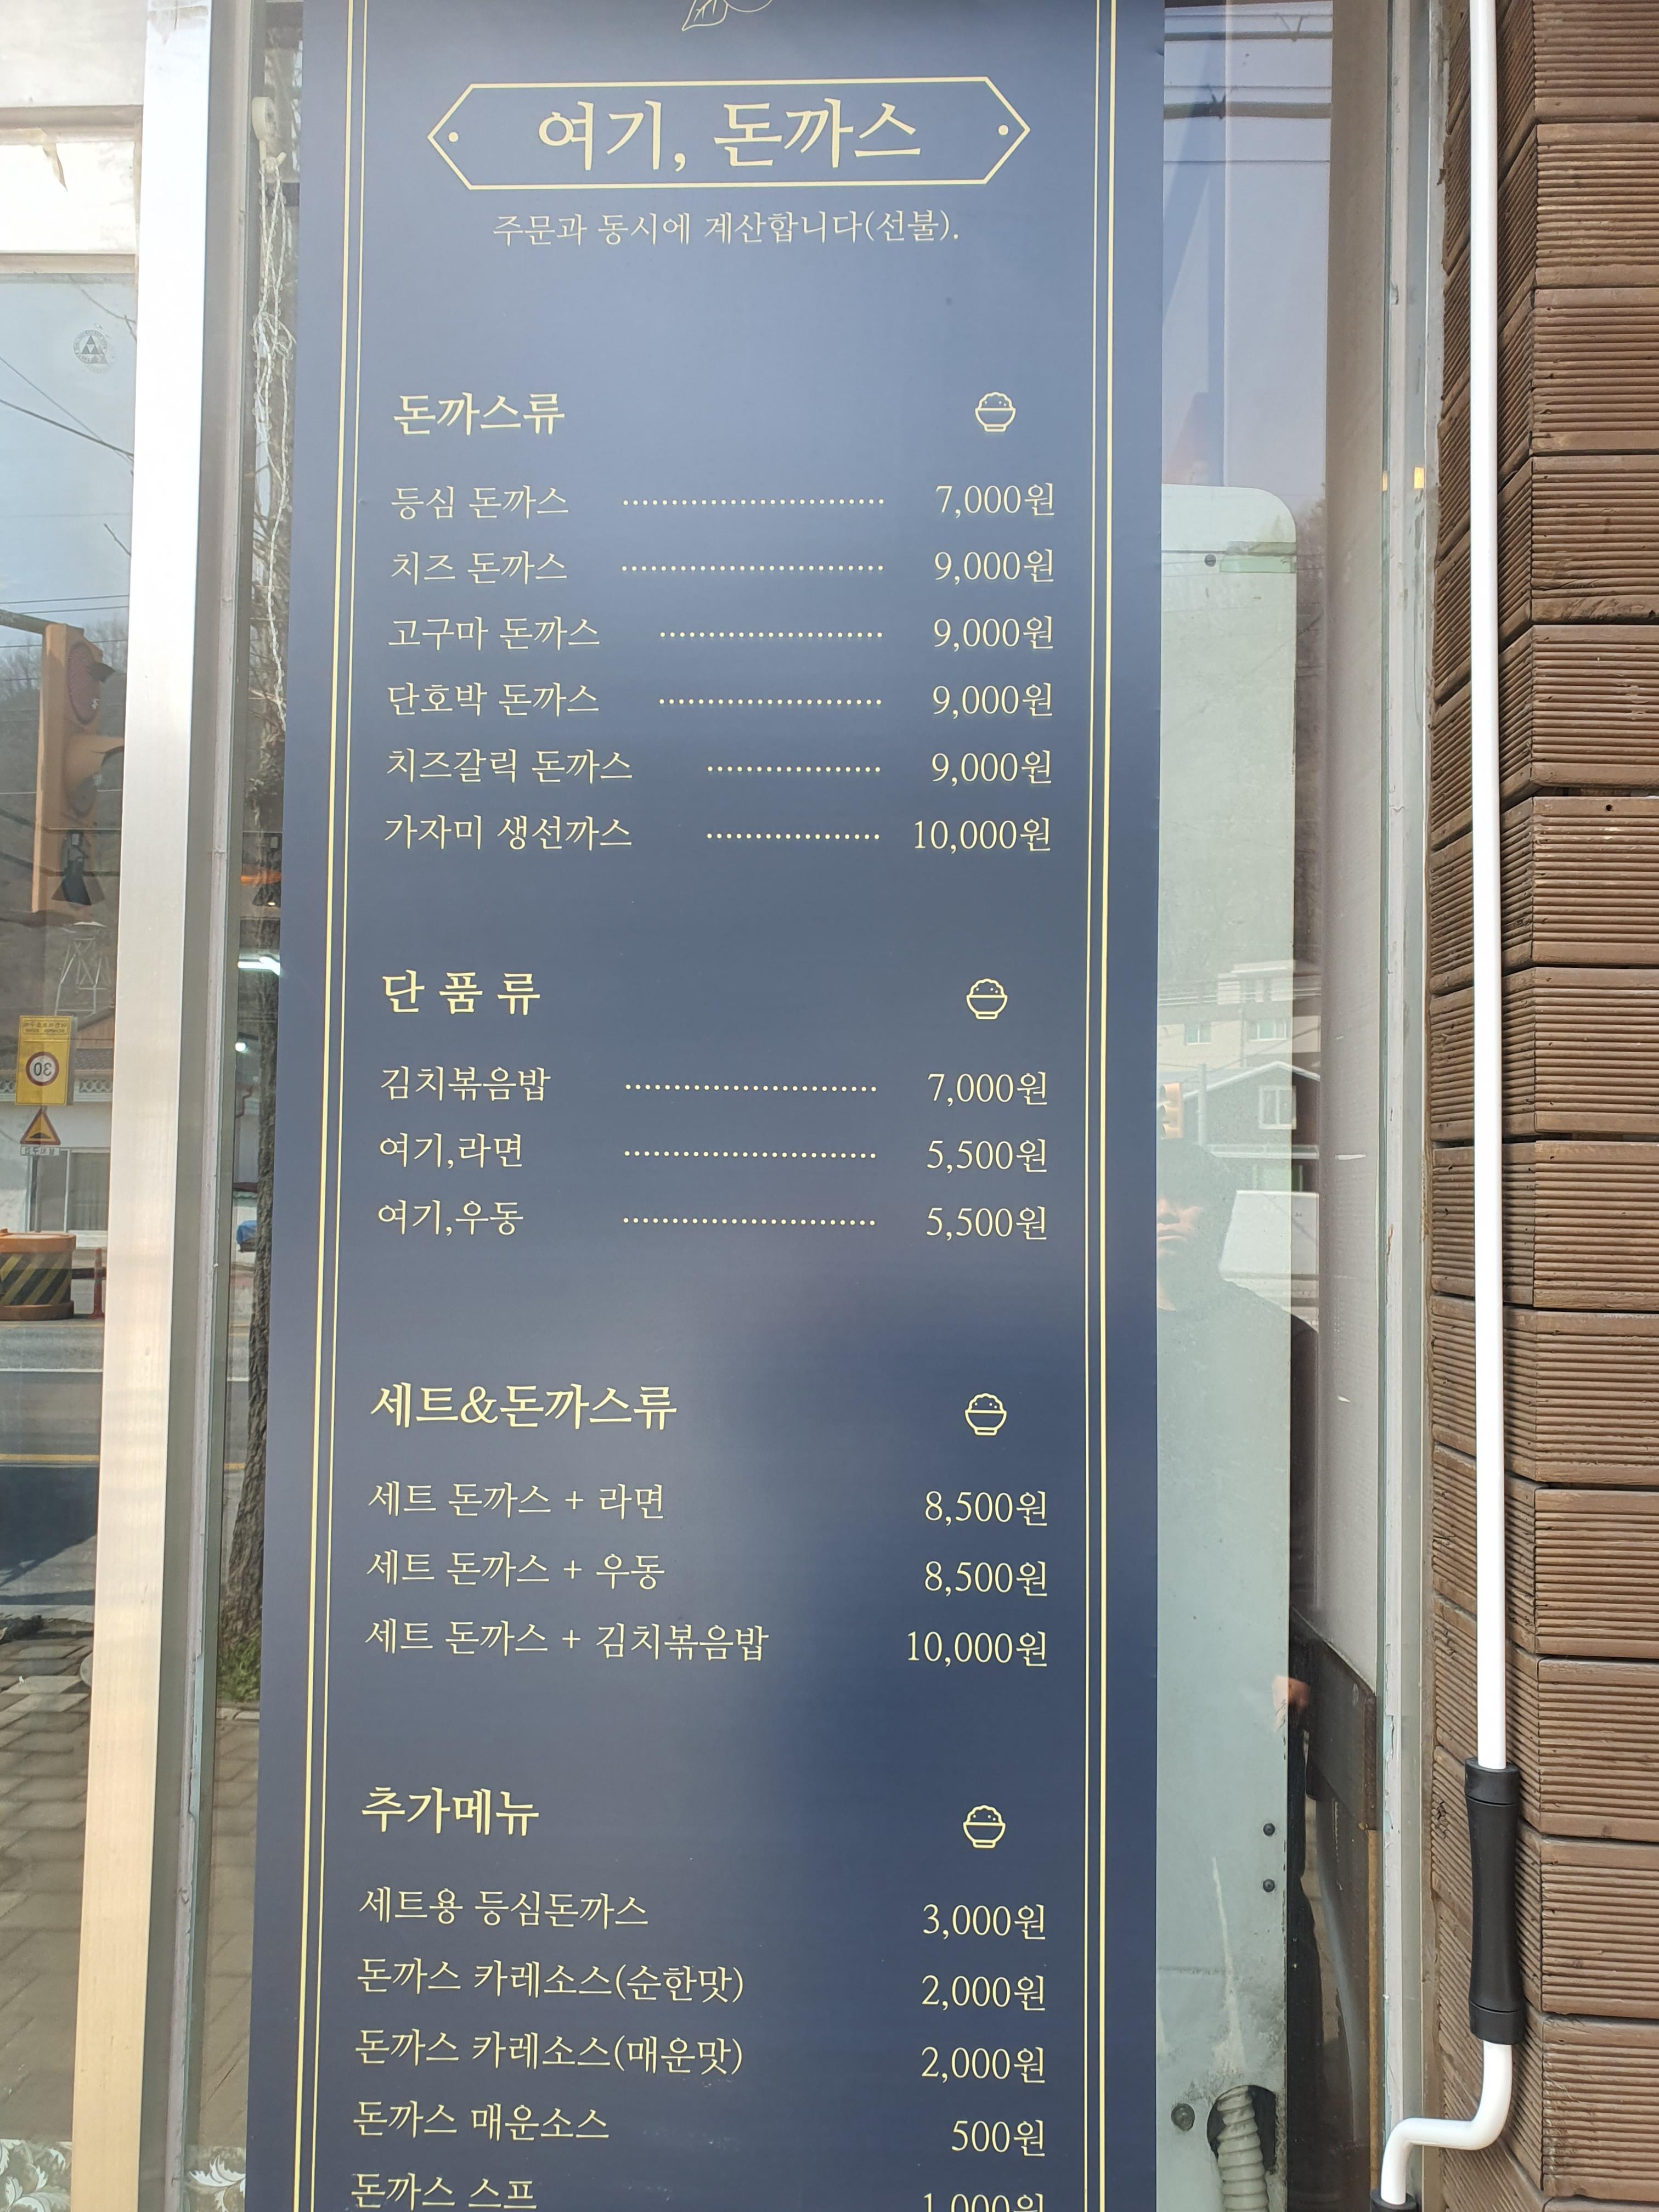 여기, 돈까스
주문과 동시에 계산합니다(선불).
돈까스류
등심 돈까스 ························ 7,000원
치즈 돈까스 ························ 9,000원
고구마 돈까스 ···················· 9,000원
단호박 돈까스 ···················· 9,000원
치즈갈릭 돈까스 ················ 9,000원
가자미 생선까스 ················ 10,000원
단 품 류
김치볶음밥 ························ 7,000원
여기,라면 ························ 5,500원
여기,우동 ························ 5,500원
세트&돈까스류
세트 돈까스 + 라면 8,500원
세트 돈까스 + 우동 8,500원
세트 돈까스 + 김치볶음밥 10,000원
추가메뉴
세트용 등심돈까스 3,000원
돈까스 카레소스(순한맛) 2,000원
돈까스 카레소스(매운맛) 2,000원
돈까스 매운소스 500원
돈까스 스프 1,000원
30